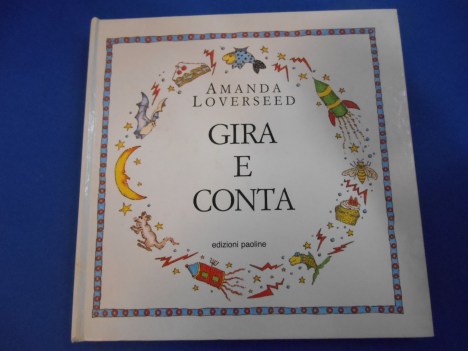 AMANDA
LOVERSEED
GIRA
E
CONTA
edizioni paoline